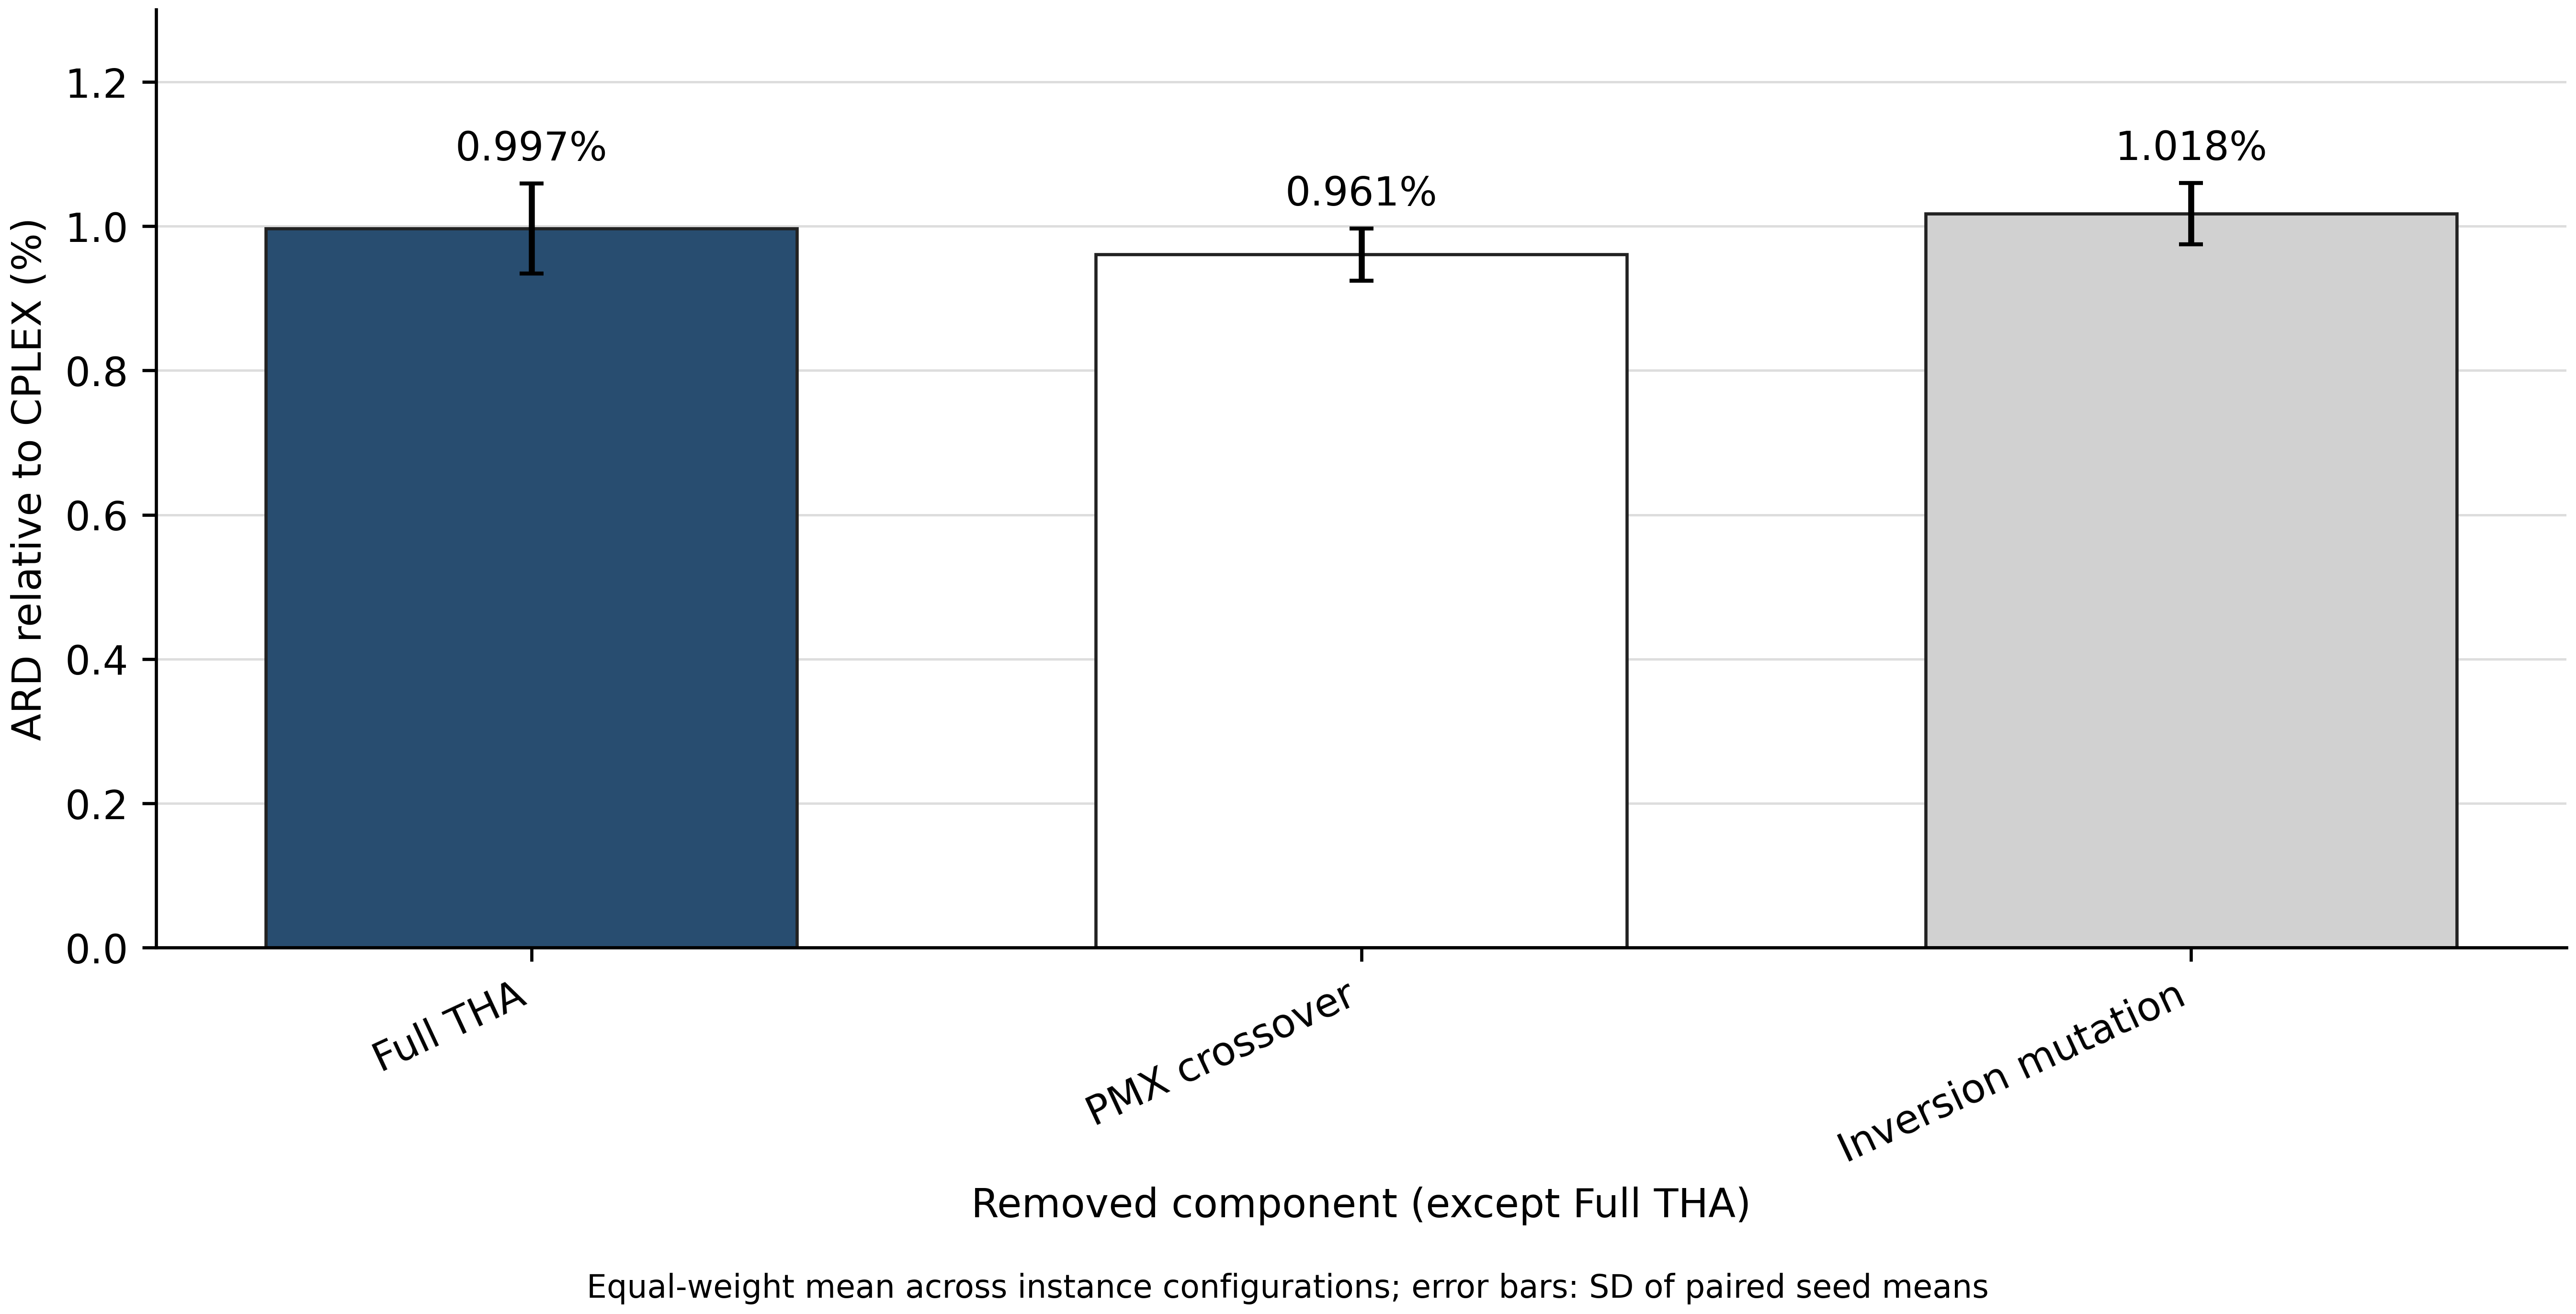 ARD relative to CPLEX (%)
1.2
1.0
0.8
0.6
0.4
0.2
0.0
0.997%
0.961%
1.018%
Full THA
PMX crossover
Inversion mutation
Removed component (except Full THA)
Equal-weight mean across instance configurations; error bars: SD of paired seed means